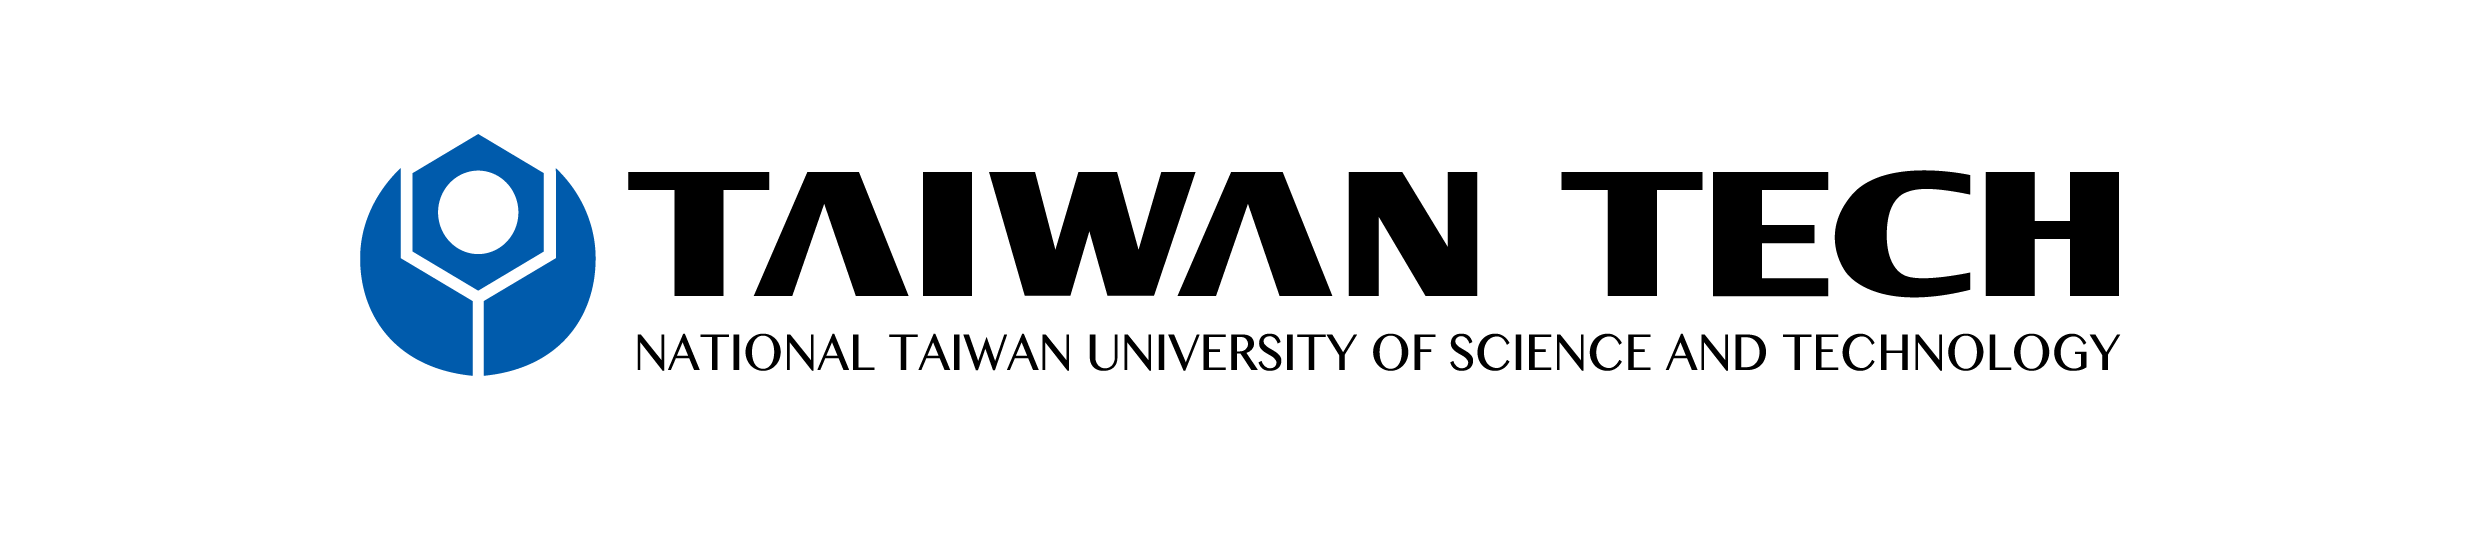 TAIWAN TECH
NATIONAL TAIWAN UNIVERSITY OF SCIENCE AND TECHNOLOGY